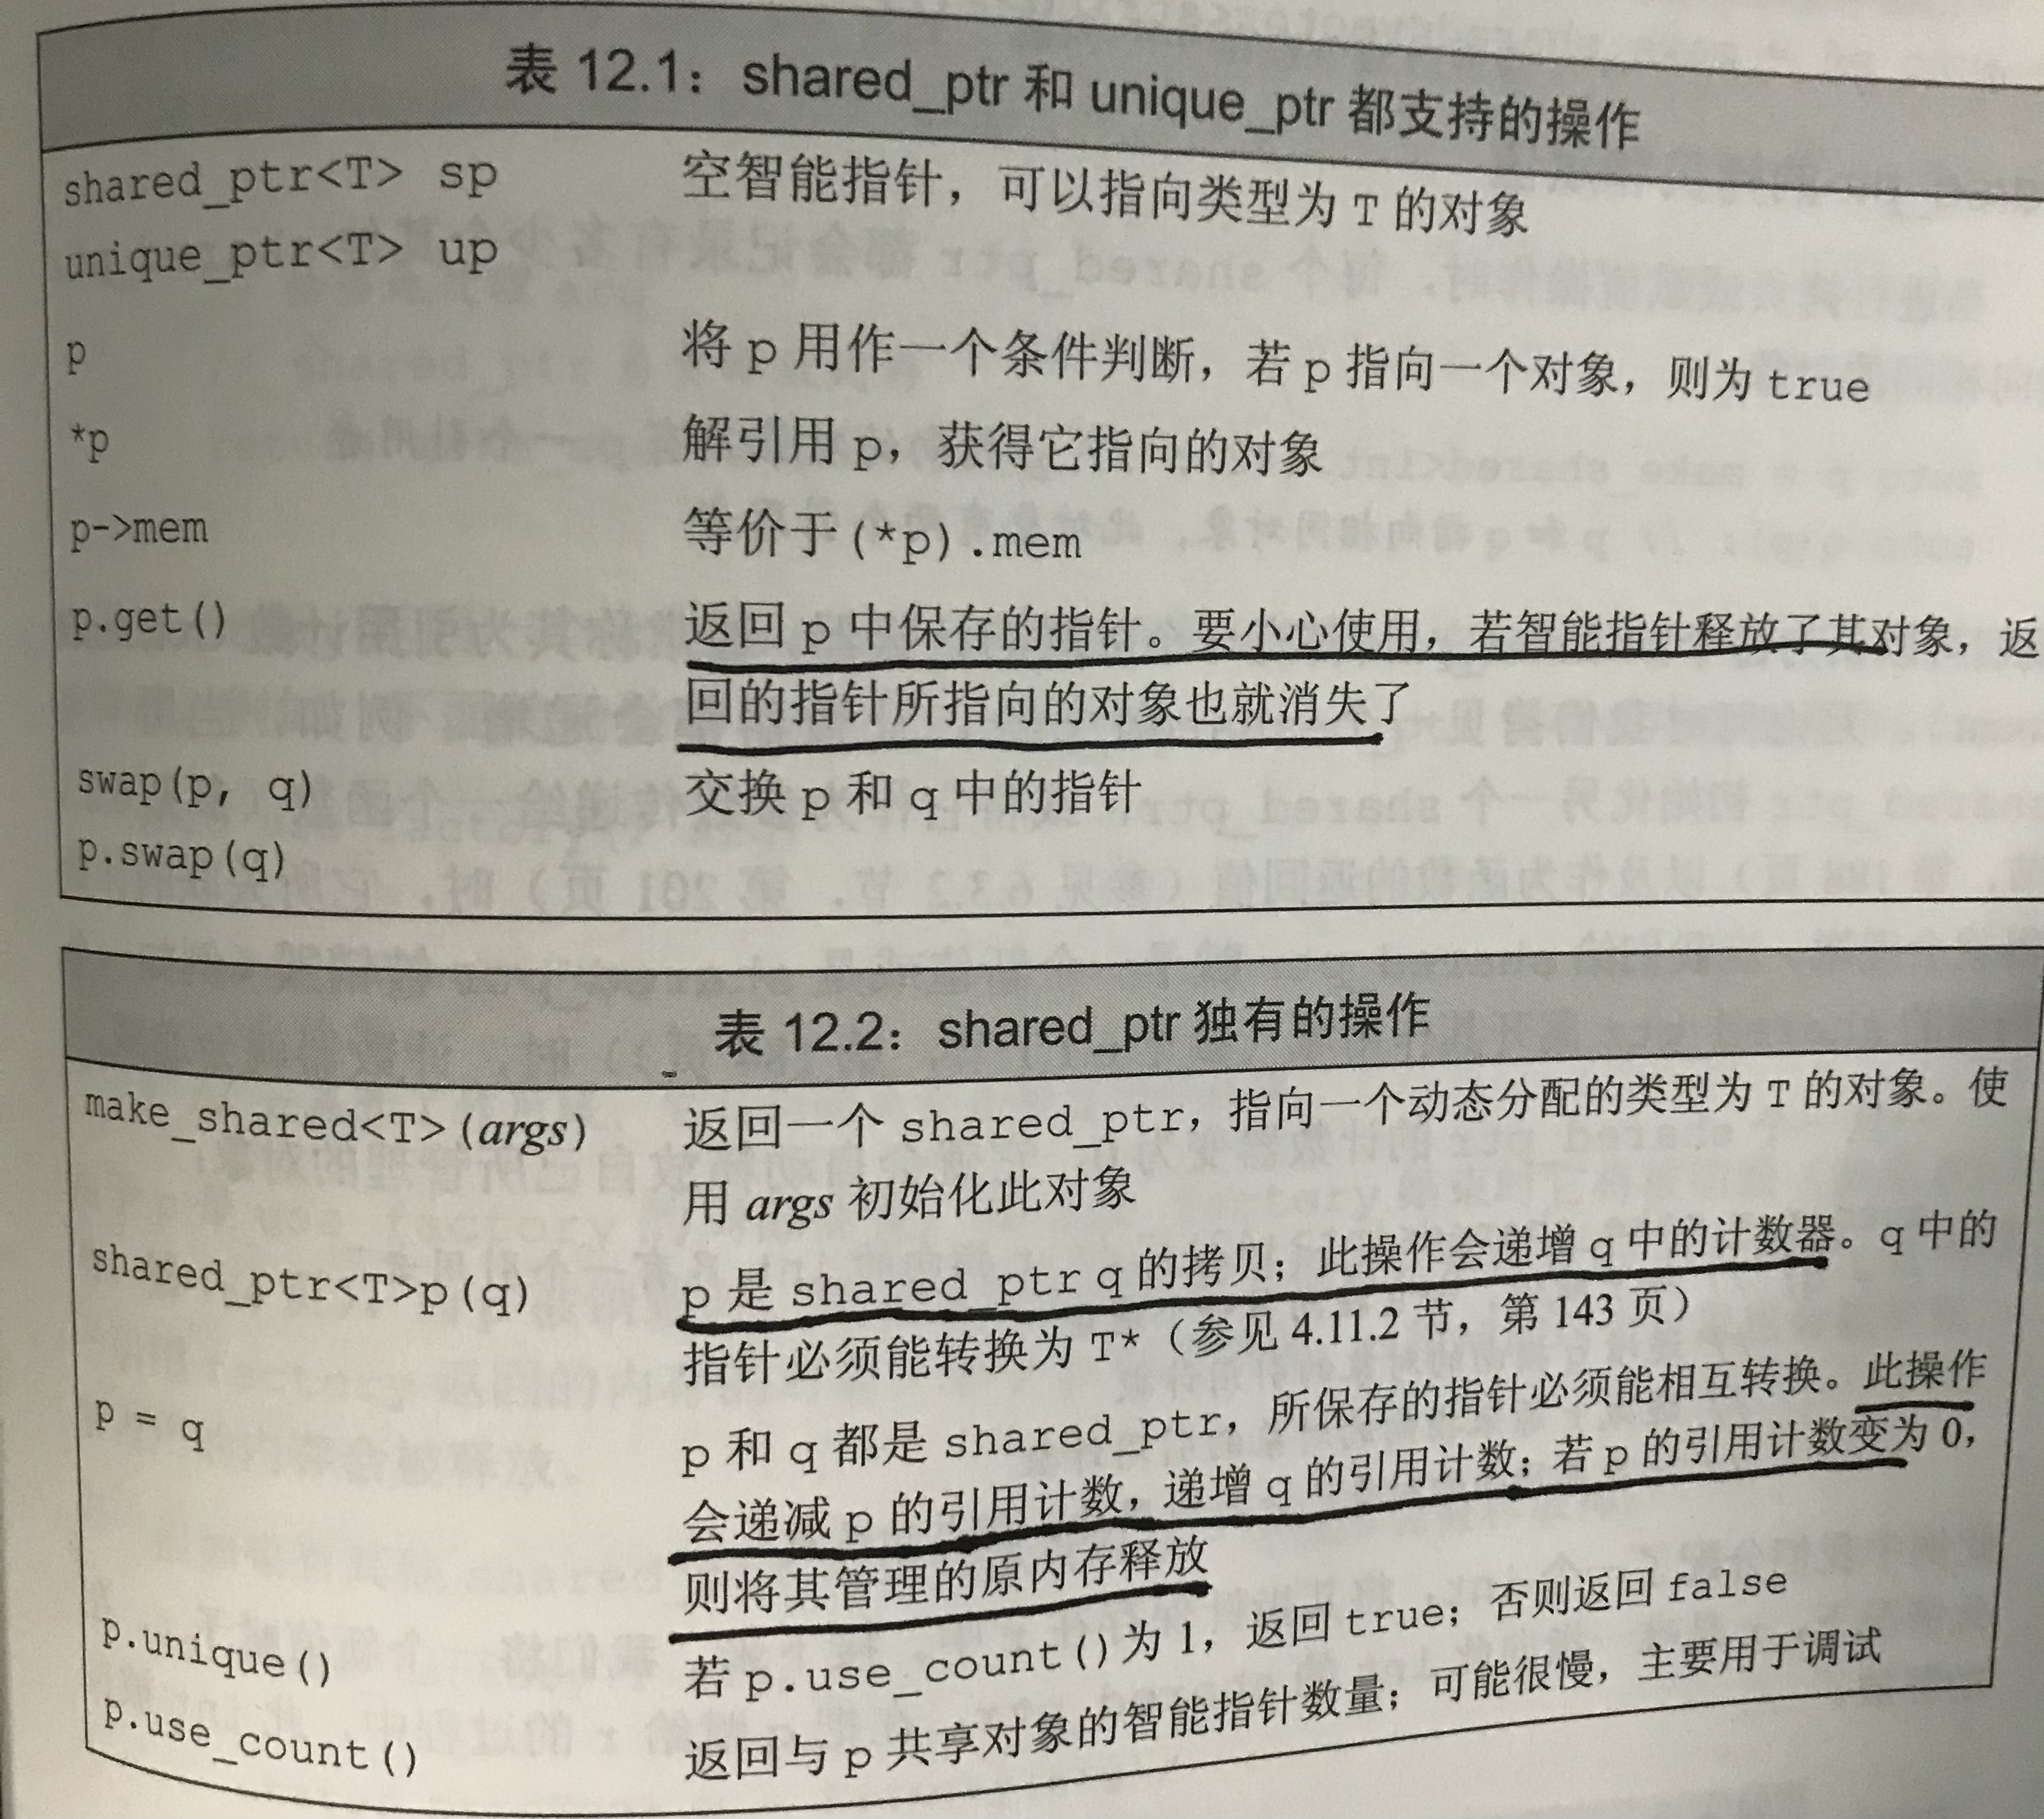 表 12.1：shared_ptr 和 unique_ptr 都支持的操作
shared_ptr<T> sp 空智能指针，可以指向类型为 T 的对象
unique_ptr<T> up
p 将 p 用作一个条件判断，若 p 指向一个对象，则为 true
*p 解引用 p，获得它指向的对象
p->mem 等价于(*p).mem
p.get() 返回 p 中保存的指针。要小心使用，若智能指针释放了其对象，返
回的指针所指向的对象也就消失了
swap(p, q) 交换 p 和 q 中的指针
p.swap(q)
表 12.2：shared_ptr 独有的操作
make_shared<T>(args) 返回一个 shared_ptr，指向一个动态分配的类型为 T 的对象。使
用 args 初始化此对象
shared_ptr<T>p(q) p 是 shared_ptr q 的拷贝；此操作会递增 q 中的计数器。q 中的
指针必须能转换为 T*（参见 4.11.2 节，第 143 页）
p = q p 和 q 都是 shared_ptr，所保存的指针必须能相互转换。此操作
会递减 p 的引用计数，递增 q 的引用计数；若 p 的引用计数变为 0，
则将其管理的原内存释放
p.unique() 若 p.use_count()为 1，返回 true；否则返回 false
p.use_count() 返回与 p 共享对象的智能指针数量；可能很慢，主要用于调试